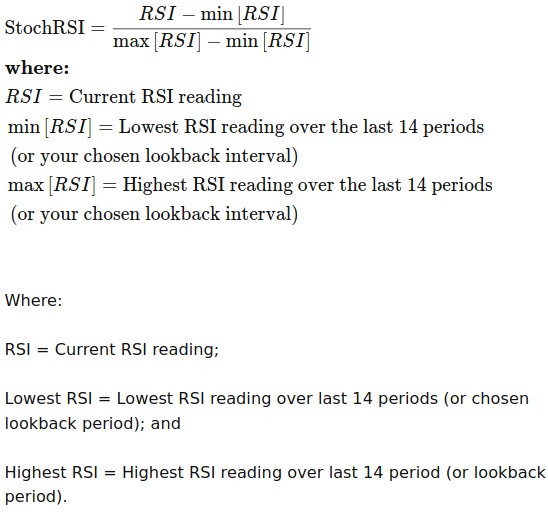 StochRSI = RSI − min [RSI] / max [RSI] − min [RSI]
where:
RSI = Current RSI reading
min [RSI] = Lowest RSI reading over the last 14 periods
(or your chosen lookback interval)
max [RSI] = Highest RSI reading over the last 14 periods
(or your chosen lookback interval)
Where:
RSI = Current RSI reading;
Lowest RSI = Lowest RSI reading over last 14 periods (or chosen
lookback period); and
Highest RSI = Highest RSI reading over last 14 period (or lookback
period).